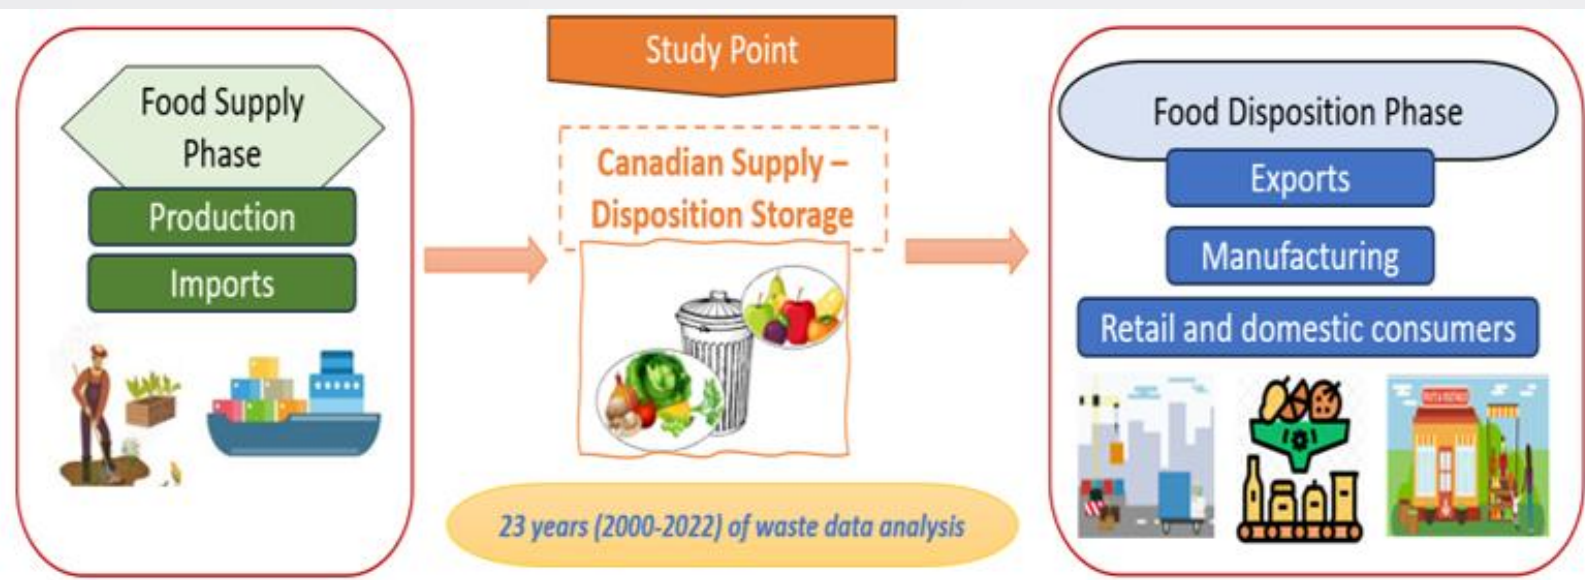 Food Supply
Phase
Production
Imports
Study Point
Canadian Supply –
Disposition Storage
23 years (2000-2022) of waste data analysis
Food Disposition Phase
Exports
Manufacturing
Retail and domestic consumers